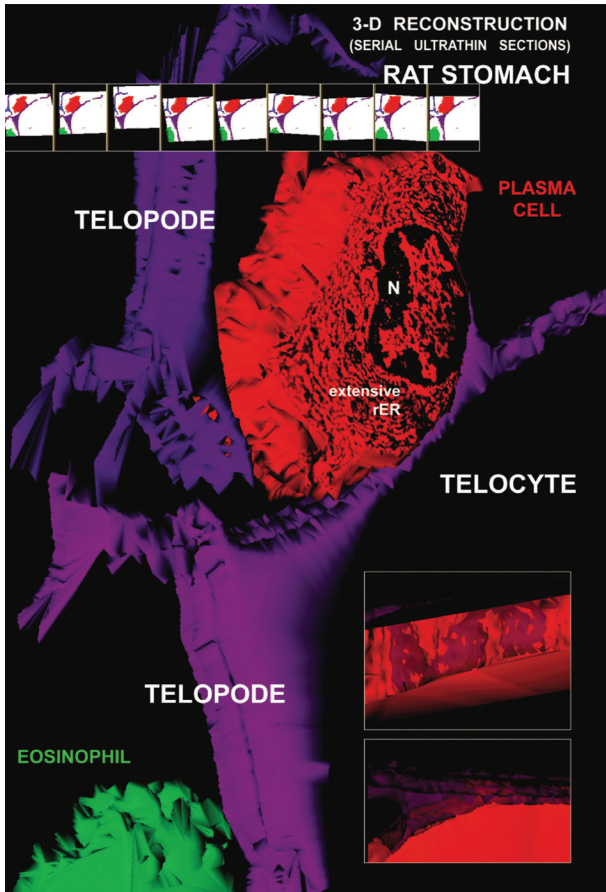 3-D RECONSTRUCTION
(SERIAL ULTRATHIN SECTIONS)
RAT STOMACH
PLASMA
CELL
TELOPODE
N
extensive
rER
TELOCYTE
TELOPODE
EOSINOPHIL